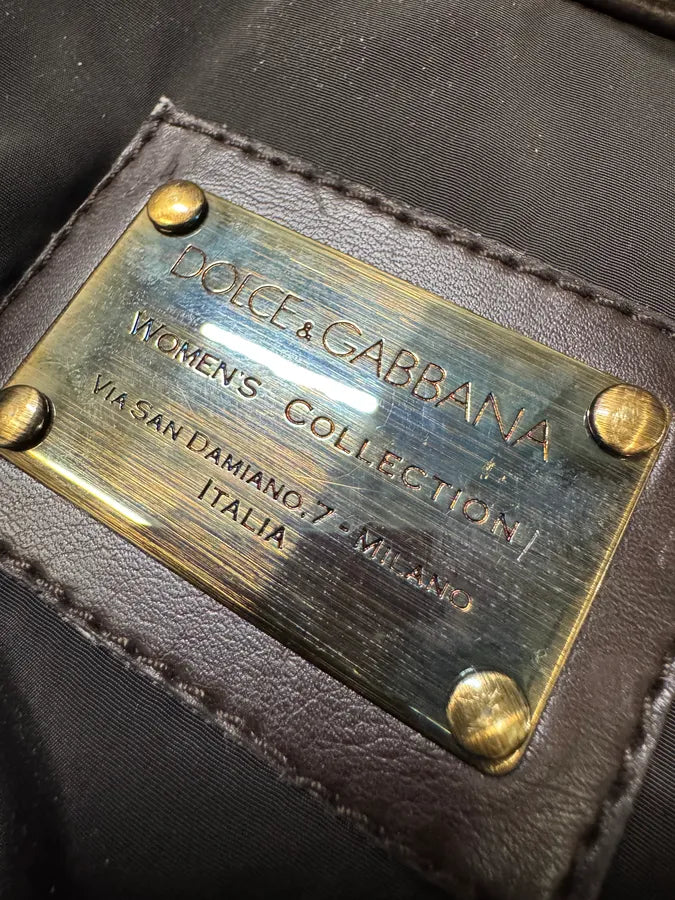 DOLCE & GABBANA
WOMEN'S COLLECTION
VIA SAN DAMIANO, 7 - MILANO
ITALIA